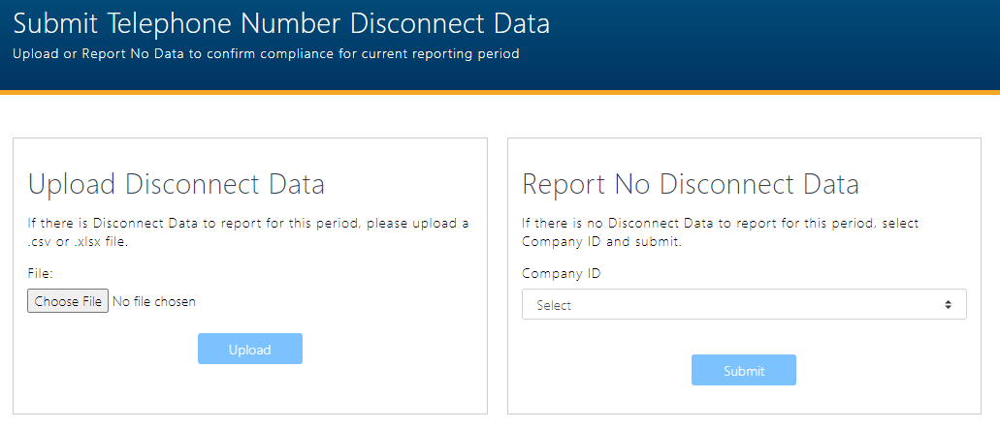 Submit Telephone Number Disconnect Data
Upload or Report No Data to confirm compliance for current reporting period
Upload Disconnect Data
If there is Disconnect Data to report for this period, please upload a
.csv or .xlsx file.
File:
Choose File No file chosen
Upload
Report No Disconnect Data
If there is no Disconnect Data to report for this period, select
Company ID and submit.
Company ID
Select
Submit